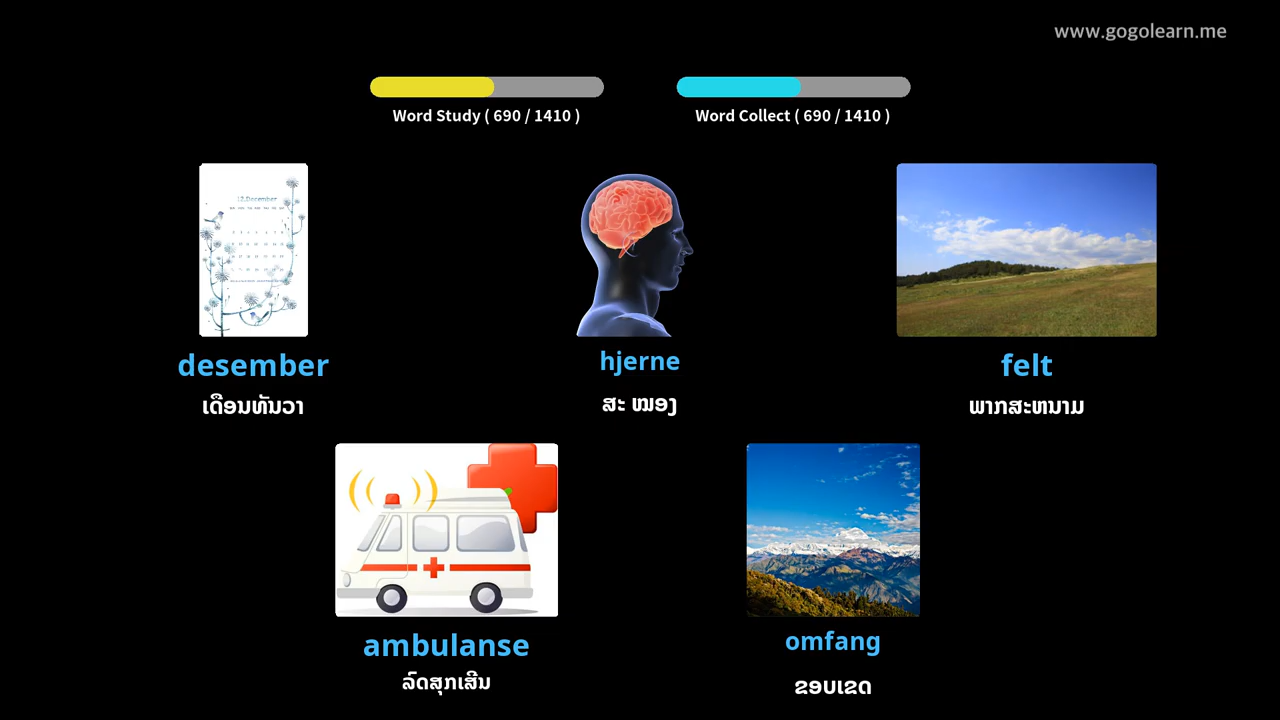 www.gogolearn.me
Word Study ( 690 / 1410 )
Word Collect ( 690 / 1410 )
12.December
desember
hjerne
felt
ເດືອນທັນວາ
ສະ ໝອງ
ພາກສະຫນາມ
ambulanse
omfang
ລົດສຸກເສີນ
ຂອບເຂດ